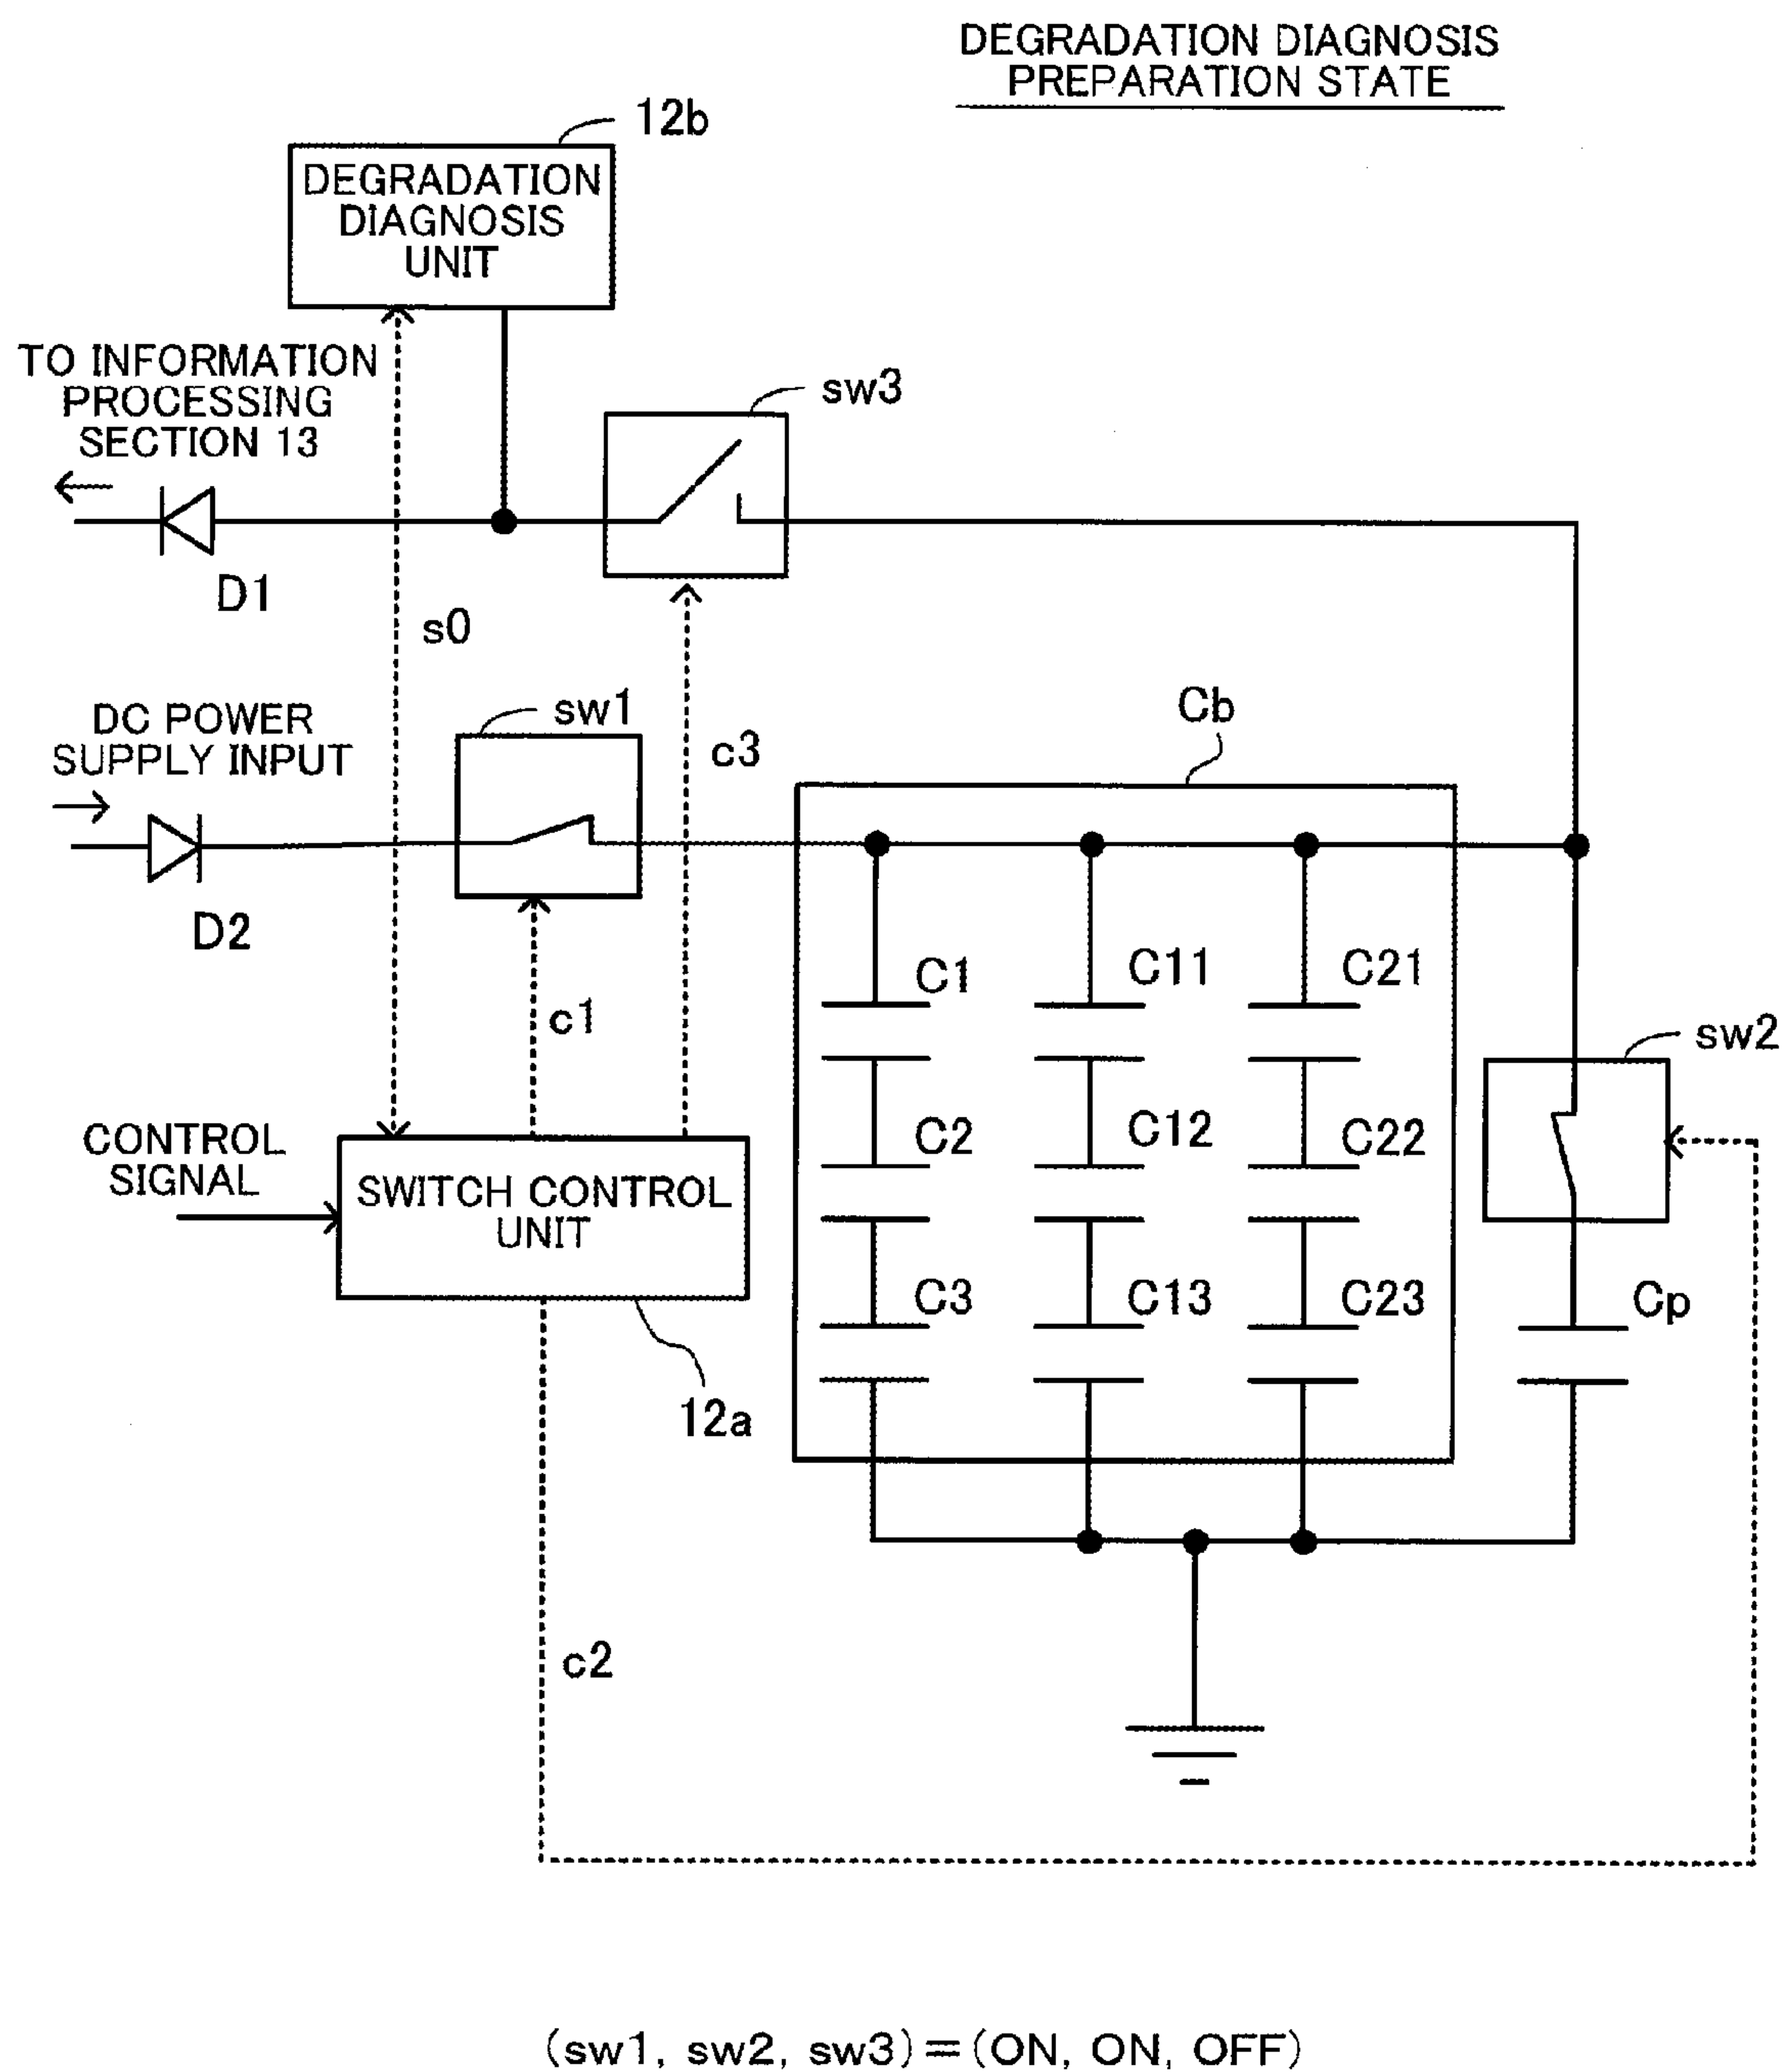 DEGRADATION DIAGNOSIS
PREPARATION STATE
12b
DEGRADATION
DIAGNOSIS
UNIT
TO INFORMATION
PROCESSING
SECTION 13
sw3
D1
s0
DC POWER
SUPPLY INPUT
sw1
c3
Cb
D2
C1
C11
C21
c1
sw2
CONTROL
SIGNAL
SWITCH CONTROL
UNIT
C2
C12
C22
C3
C13
C23
Cp
12a
c2
(sw1, sw2, sw3)=(ON, ON, OFF)